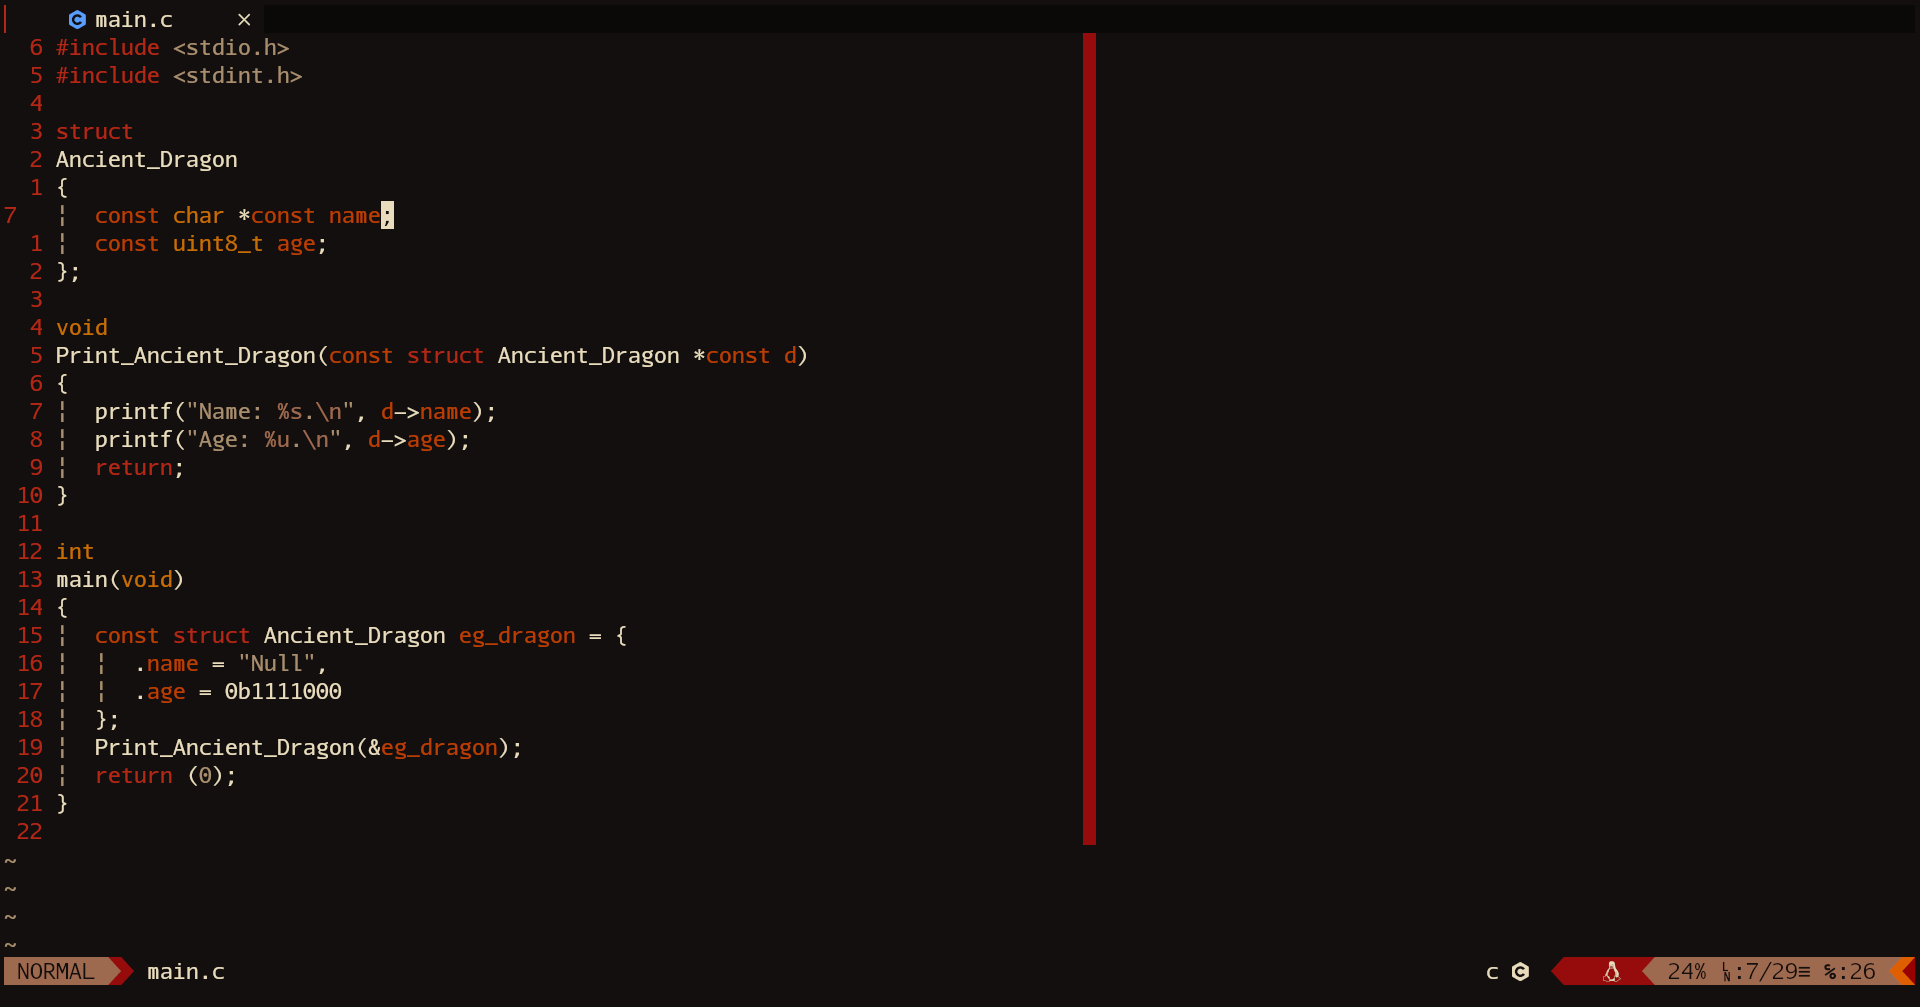 main.c ×
6 #include <stdio.h>
5 #include <stdint.h>
4
3 struct
2 Ancient_Dragon
1 {
7 ¦ const char *const name;
1 ¦ const uint8_t age;
2 };
3
4 void
5 Print_Ancient_Dragon(const struct Ancient_Dragon *const d)
6 {
7 ¦ printf("Name: %s.\n", d->name);
8 ¦ printf("Age: %u.\n", d->age);
9 ¦ return;
10 }
11
12 int
13 main(void)
14 {
15 ¦ const struct Ancient_Dragon eg_dragon = {
16 ¦ ¦ .name = "Null",
17 ¦ ¦ .age = 0b1111000
18 ¦ };
19 ¦ Print_Ancient_Dragon(&eg_dragon);
20 ¦ return (0);
21 }
22
~
~
~
~
NORMAL main.c c 24% ␤:7/29≡ ℅:26